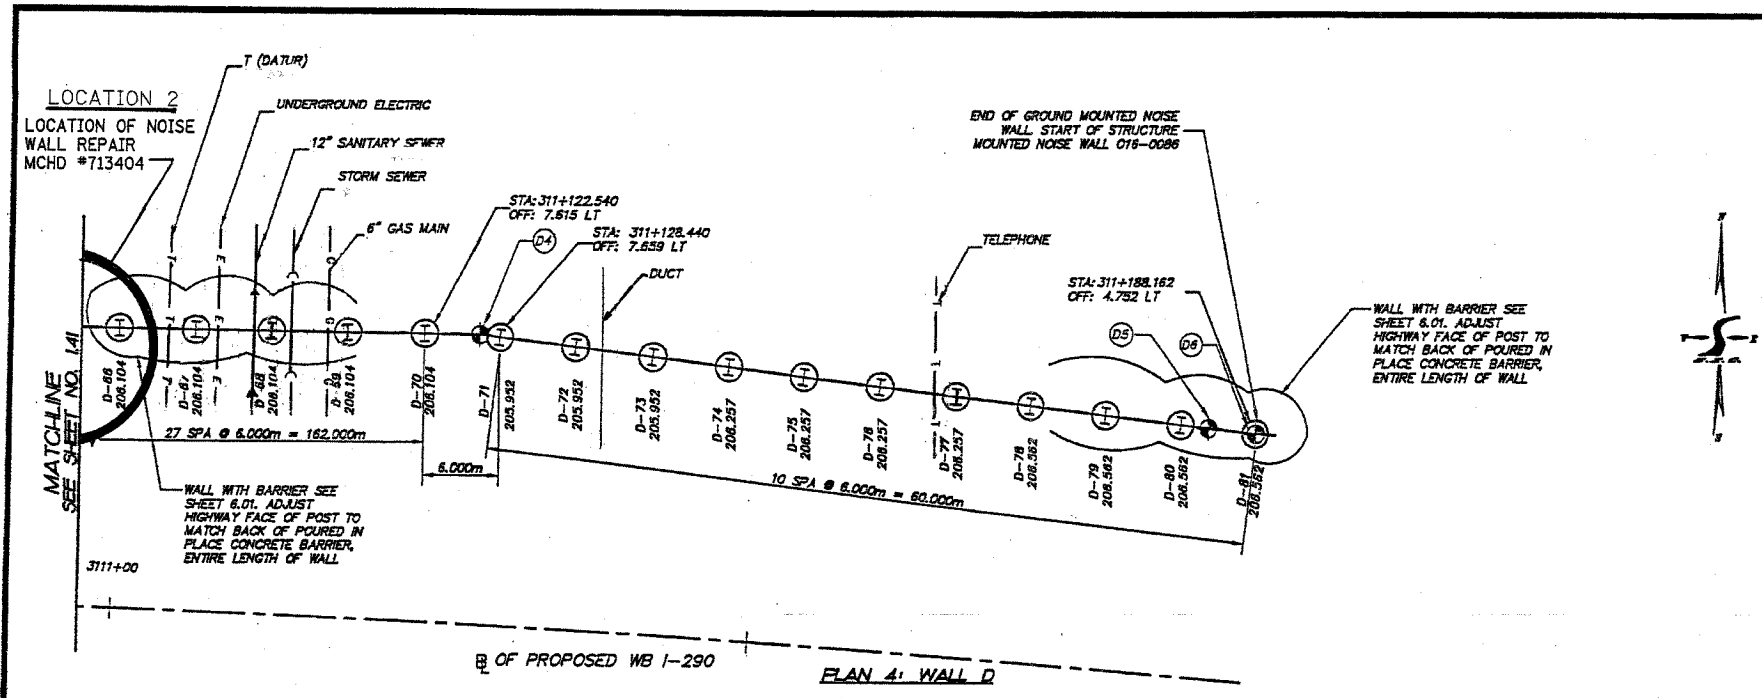 T (DATUR)
LOCATION 2
LOCATION OF NOISE
WALL REPAIR
MCHD #713404
UNDERGROUND ELECTRIC
12" SANITARY SEWER
STORM SEWER
6" GAS MAIN
STA: 311+122.540
OFF: 7.615 LT
D4
STA: 311+128.440
OFF: 7.659 LT
DUCT
END OF GROUND MOUNTED NOISE
WALL START OF STRUCTURE
MOUNTED NOISE WALL 016-0086
TELEPHONE
STA: 311+188.162
OFF: 4.752 LT
D5
D6
WALL WITH BARRIER SEE
SHEET 6.01. ADJUST
HIGHWAY FACE OF POST TO
MATCH BACK OF POURED IN
PLACE CONCRETE BARRIER,
ENTIRE LENGTH OF WALL
N
E
S
T
E
G
T
E
G
T
E
G
MATCHLINE
SEE SHEET NO. 1.41
D-66
206.104
D-67
206.104
D-68
206.104
D-69
206.104
D-70
206.104
D-71
205.952
D-72
205.952
D-73
205.952
D-74
206.257
D-75
206.257
D-76
206.257
D-77
206.257
D-78
206.562
D-79
206.562
D-80
206.562
D-81
206.562
27 SPA @ 6.000m = 162.000m
6.000m
10 SPA @ 6.000m = 60.000m
WALL WITH BARRIER SEE
SHEET 6.01. ADJUST
HIGHWAY FACE OF POST TO
MATCH BACK OF POURED IN
PLACE CONCRETE BARRIER,
ENTIRE LENGTH OF WALL
3111+00
OF PROPOSED WB I-290
PLAN 4: WALL D